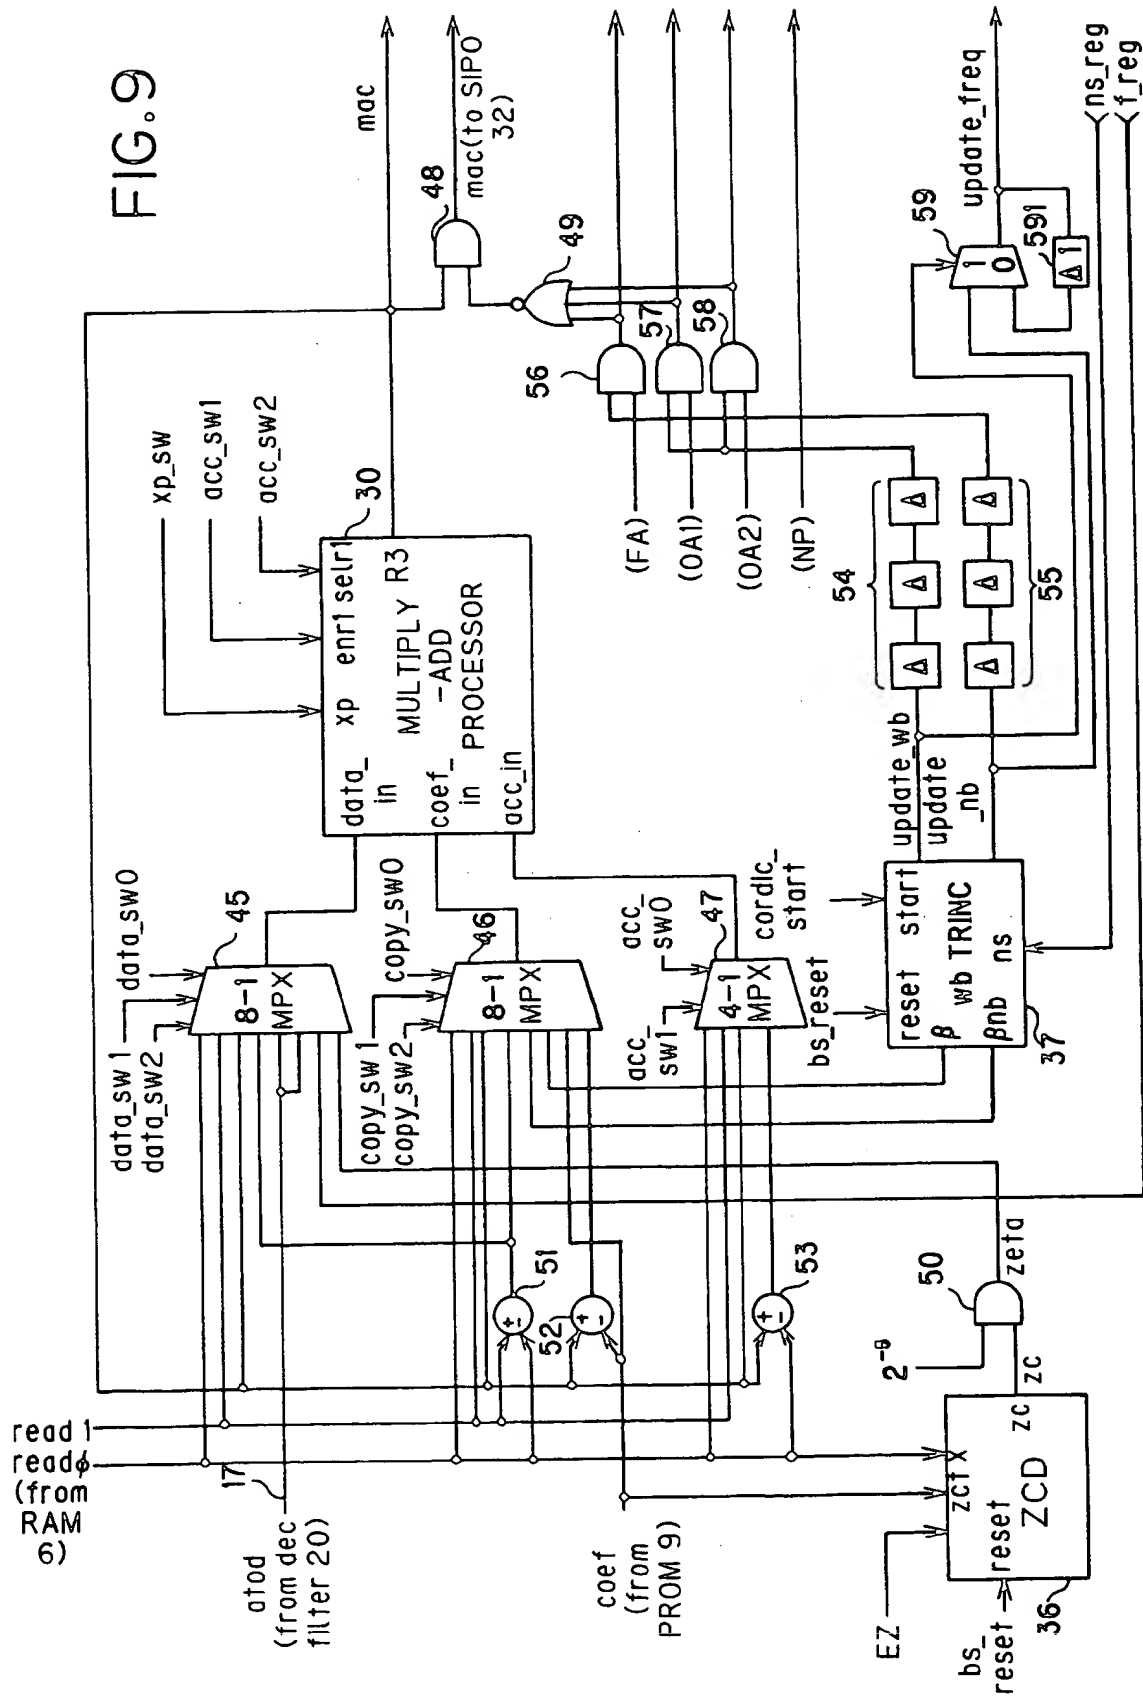 FIG.9
mac
mac(to SIPO
32)
48
49
xp_sw
acc_sw1
acc_sw2
30
xp enr1 selr1
MULTIPLY R3
-ADD
PROCESSOR
data_
in
coef_
in
acc_in
data_sw0
data_sw1
data_sw2
45
8-1
MPX
copy_sw0
copy_sw1
copy_sw2
46
8-1
MPX
acc_
sw0
acc_
sw1
47
4-1
MPX
56
57
58
(FA)
(OA1)
(OA2)
(NP)
update_freq
59
1
0
591
Δ1
ns_reg
f_reg
54
Δ Δ Δ
Δ Δ Δ
55
update_wb
update
_nb
cordic_
start
bs_reset
reset start
β wb TRINC
βnb ns
37
read 1
readϕ
(from
RAM
6)
17
atod
(from dec
filter 20)
51
±
-
52
+
-
53
+
-
coef
(from
PROM 9)
50
zeta
2
zc
EZ
zct X
zc
reset
ZCD
bs_
reset
36